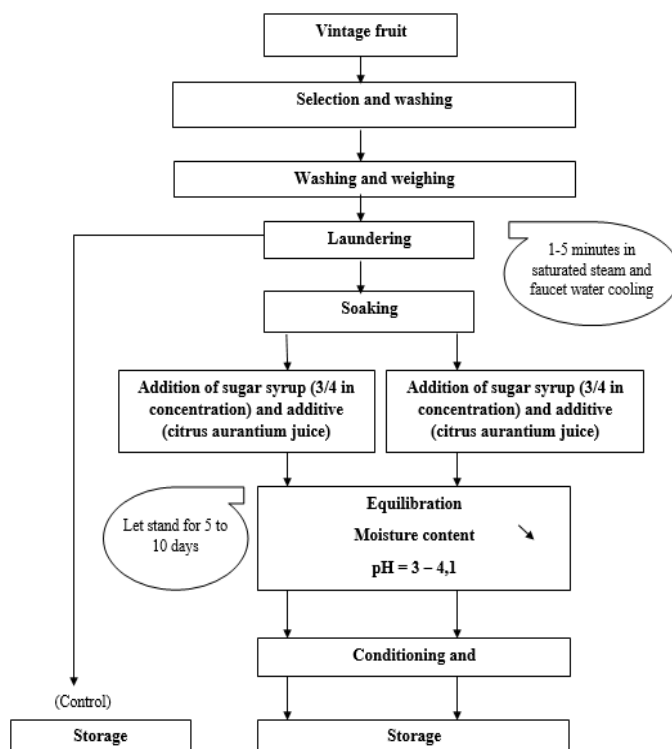 Vintage fruit
Selection and washing
Washing and weighing
Laundering
1-5 minutes in
saturated steam and
faucet water cooling
Soaking
Addition of sugar syrup (3/4 in
concentration) and additive
(citrus aurantium juice)
Addition of sugar syrup (3/4 in
concentration) and additive
(citrus aurantium juice)
Let stand for 5 to
10 days
Equilibration
Moisture content
pH = 3 – 4,1
Conditioning and
(Control)
Storage
Storage